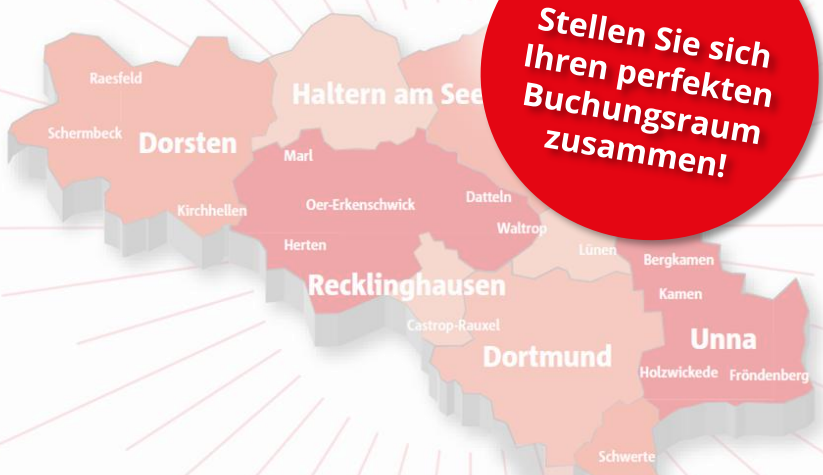 Stellen Sie sich
Ihren perfekten
Buchungsraum
zusammen!
Raesfeld
Haltern am See
Schermbeck
Dorsten
Marl
Kirchhellen
Oer-Erkenschwick
Datteln
Waltrop
Herten
Lünen
Bergkamen
Recklinghausen
Kamen
Castrop-Rauxel
Unna
Dortmund
Holzwickede
Fröndenberg
Schwerte